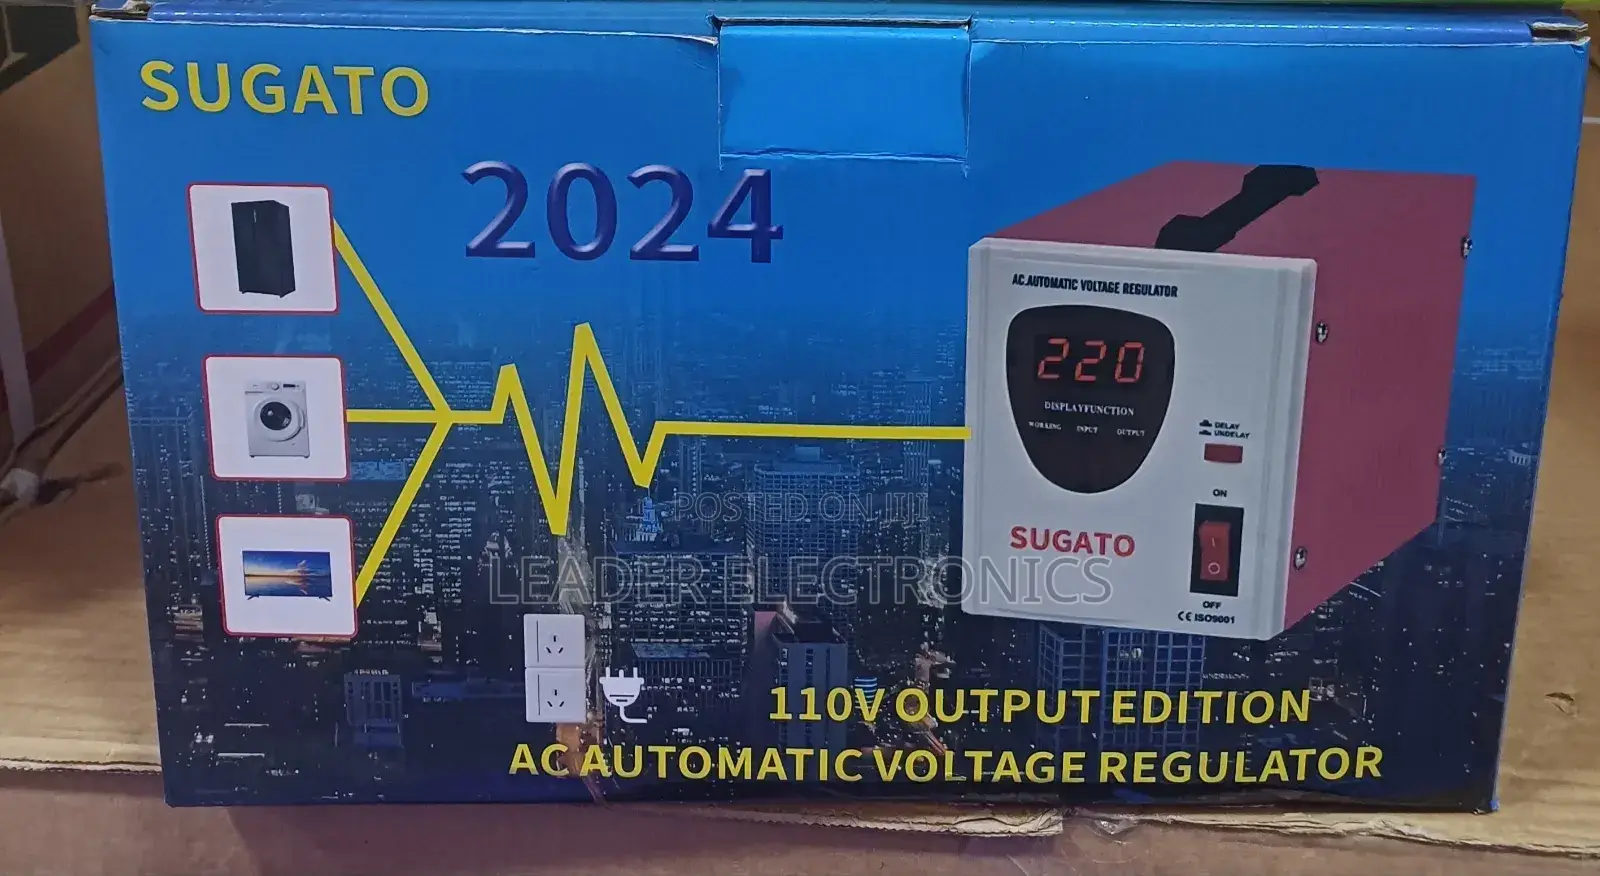 SUGATO
2024
AC.AUTOMATIC VOLTAGE REGULATOR
220
DISPLAYFUNCTION
WORKING INPUT OUTPUT
DELAY
UNDELAY
ON
SUGATO
OFF
CE ISO9001
POSTED ON JIJI
LEADER ELECTRONICS
110V OUTPUT EDITION
AC AUTOMATIC VOLTAGE REGULATOR